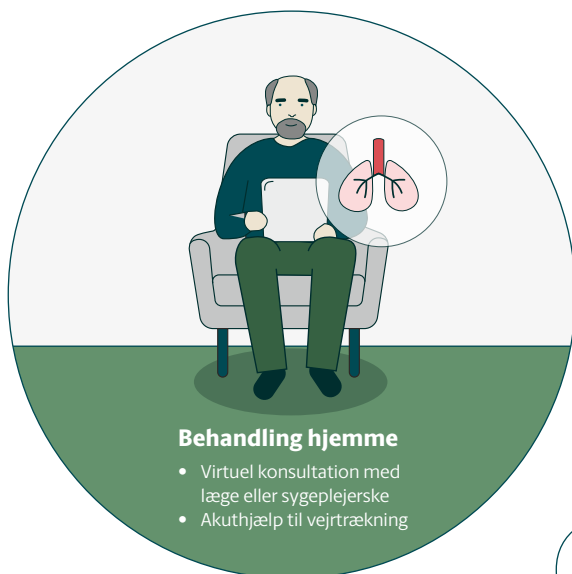 Behandling hjemme
• Virtuel konsultation med
læge eller sygeplejerske
• Akuthjælp til vejrtrækning